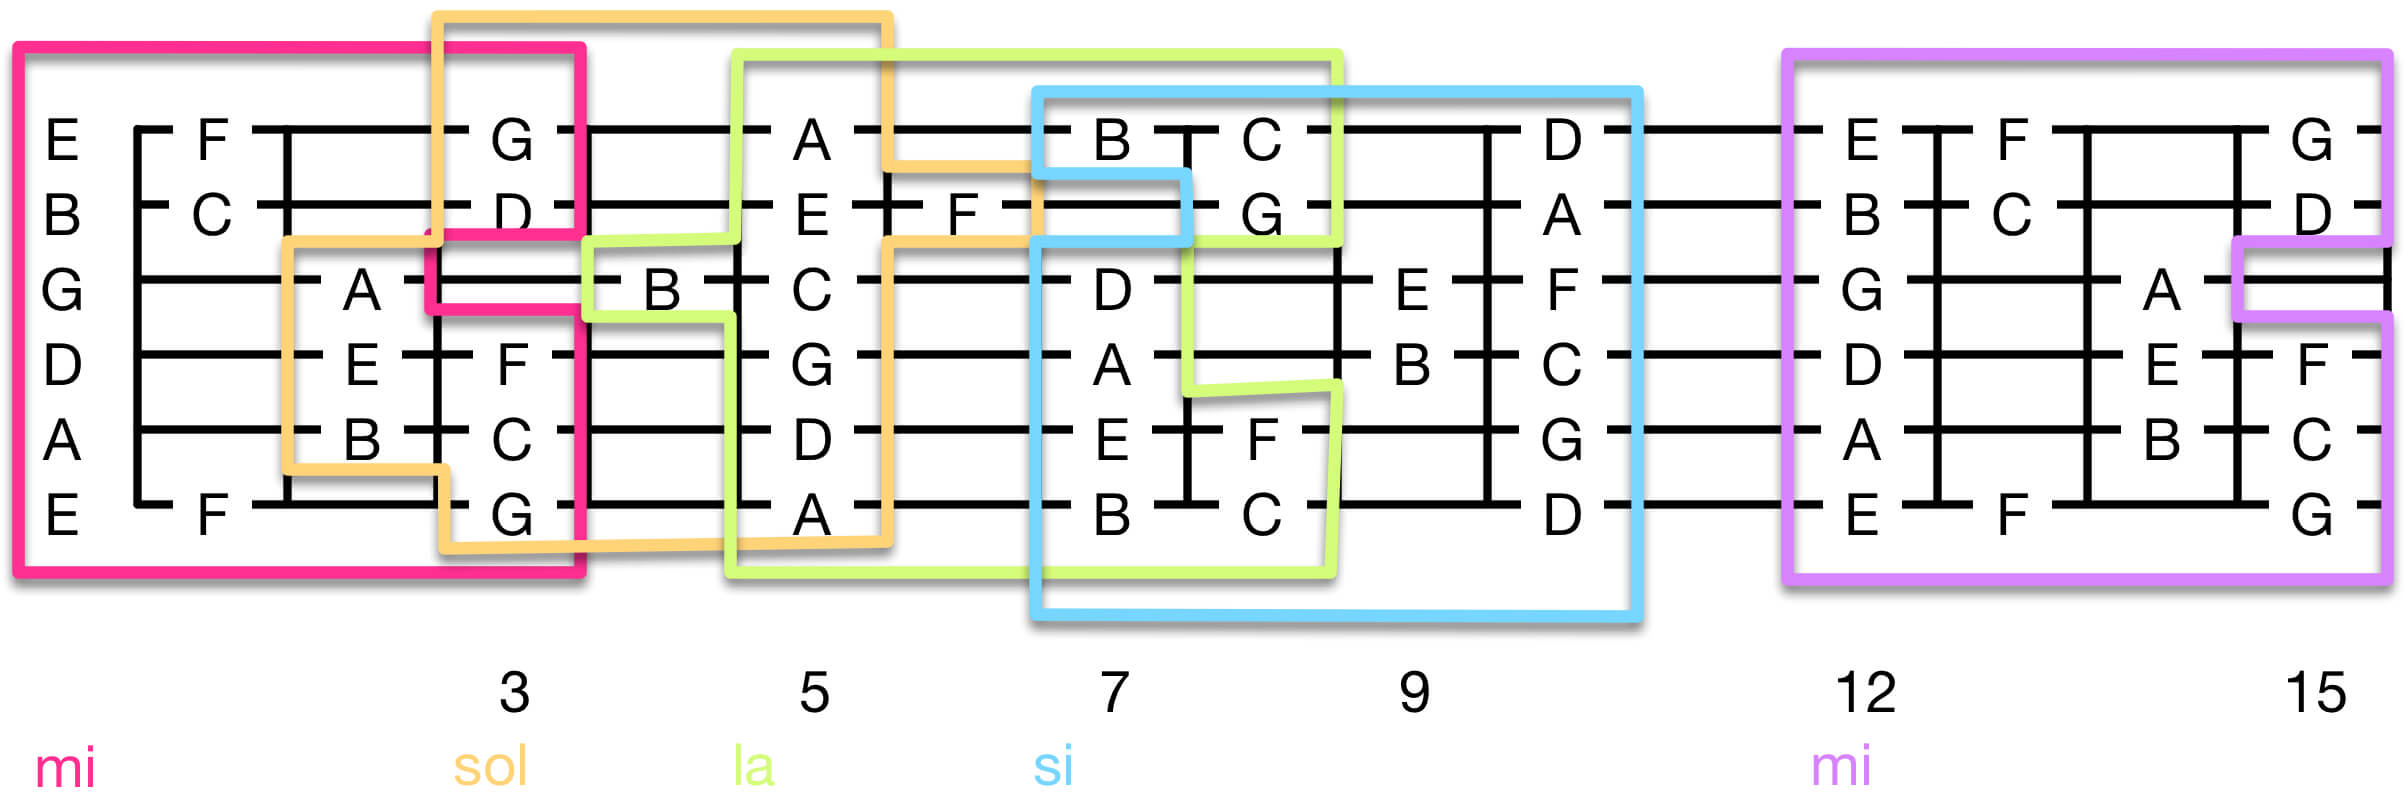 E F G A B C D E F G
B C D E F G A B C D
G A B C D E F G A
D E F G A B C D E F
A B C D E F G A B C
E F G A B C D E F G
3 5 7 9 12 15
mi sol la si mi